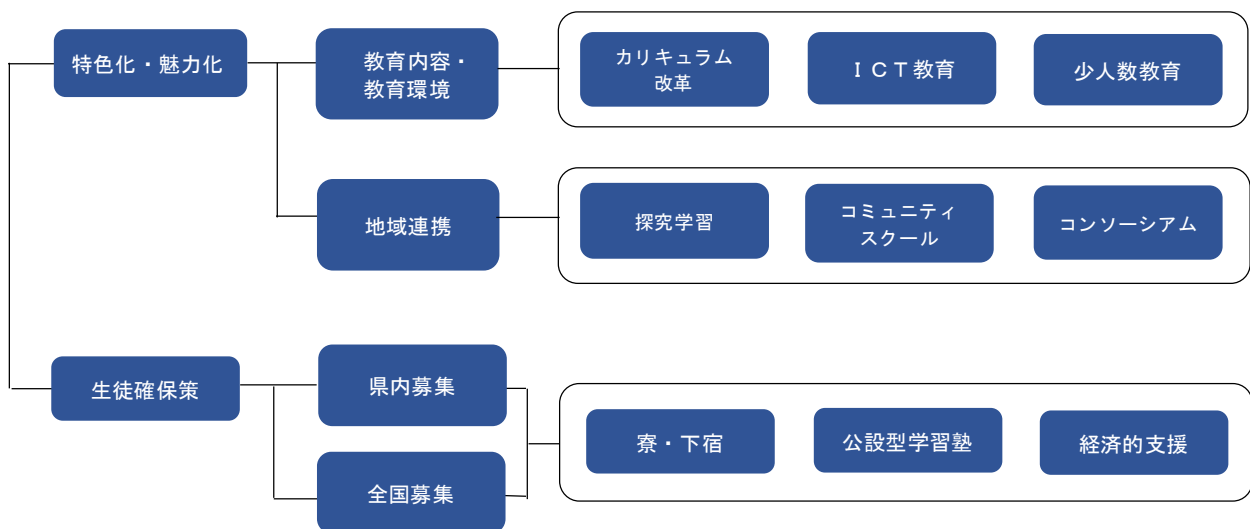 特色化・魅力化
教育内容・
教育環境
カリキュラム
改革
ＩＣＴ教育
少人数教育
地域連携
探究学習
コミュニティ
スクール
コンソーシアム
生徒確保策
県内募集
全国募集
寮・下宿
公設型学習塾
経済的支援